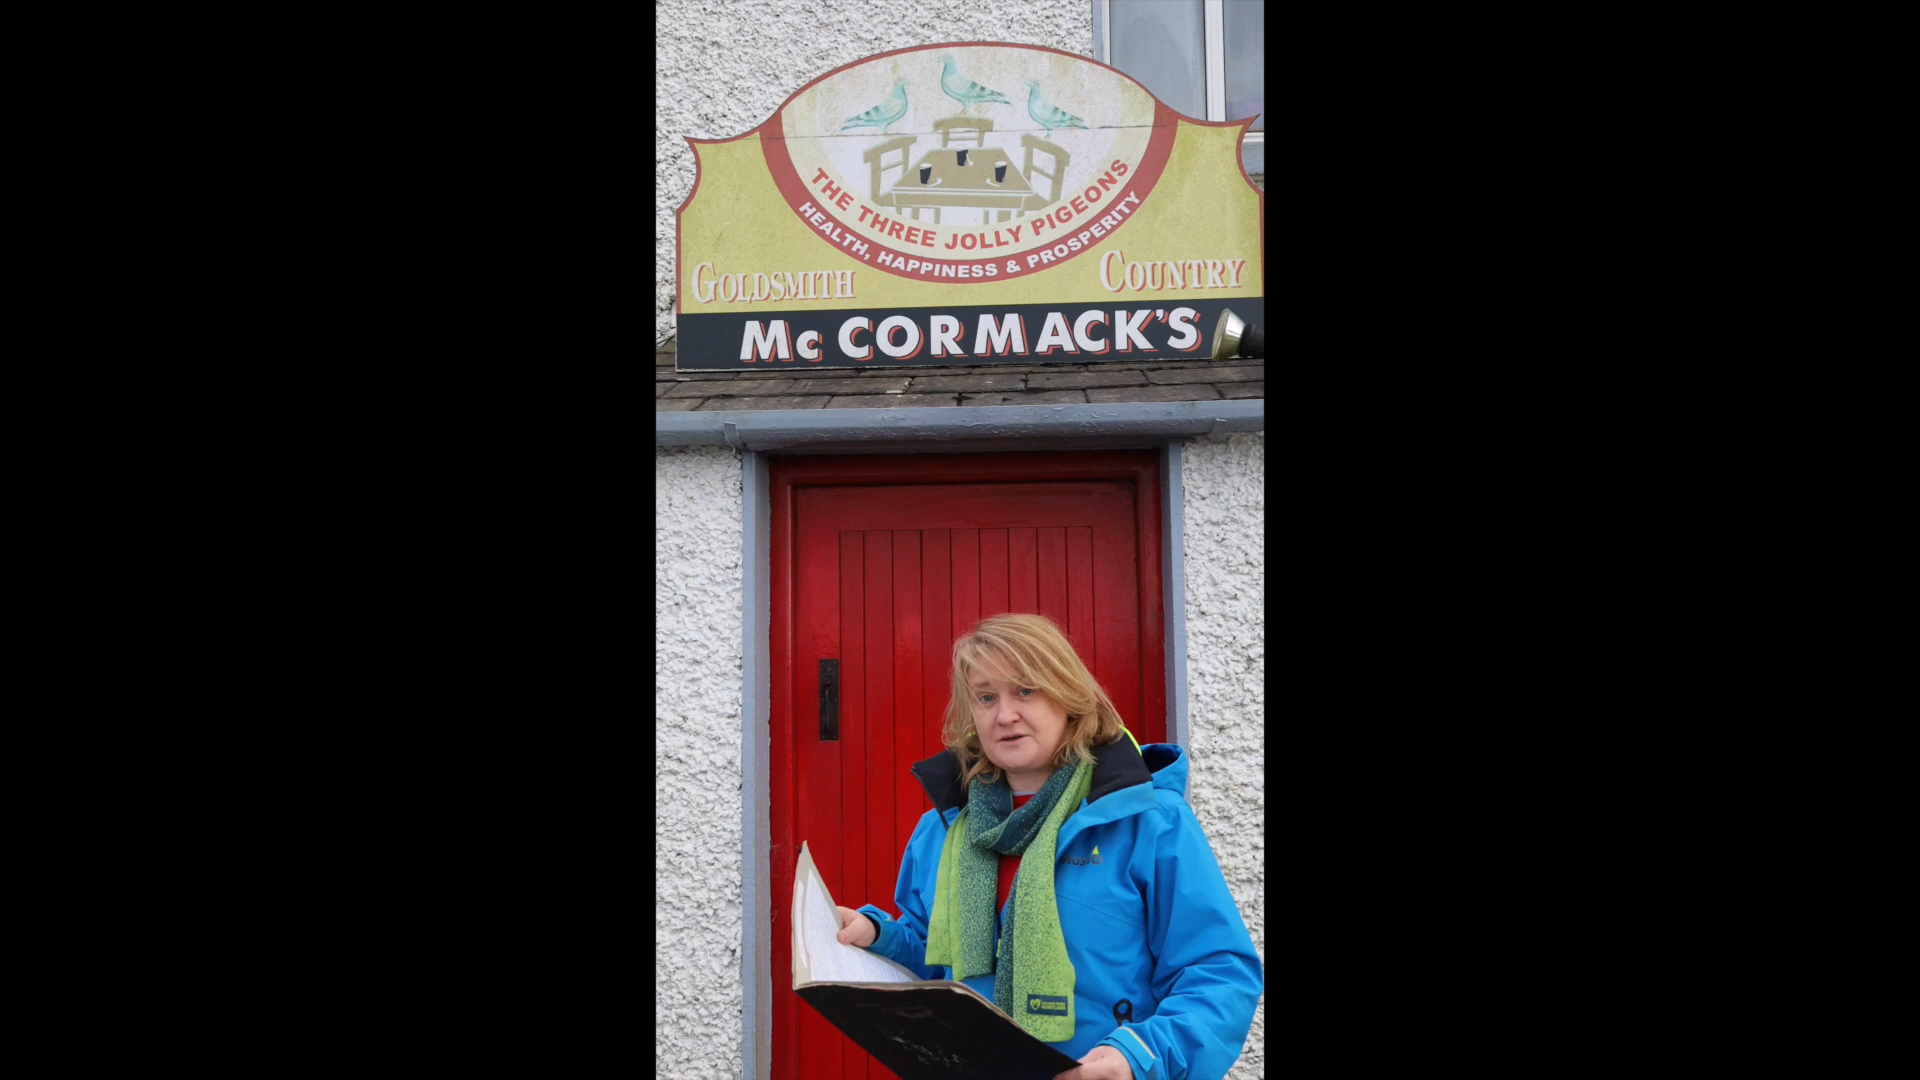 THE THREE JOLLY PIGEONS
HEALTH, HAPPINESS & PROSPERITY
GOLDSMITH COUNTRY
Mc CORMACK'S